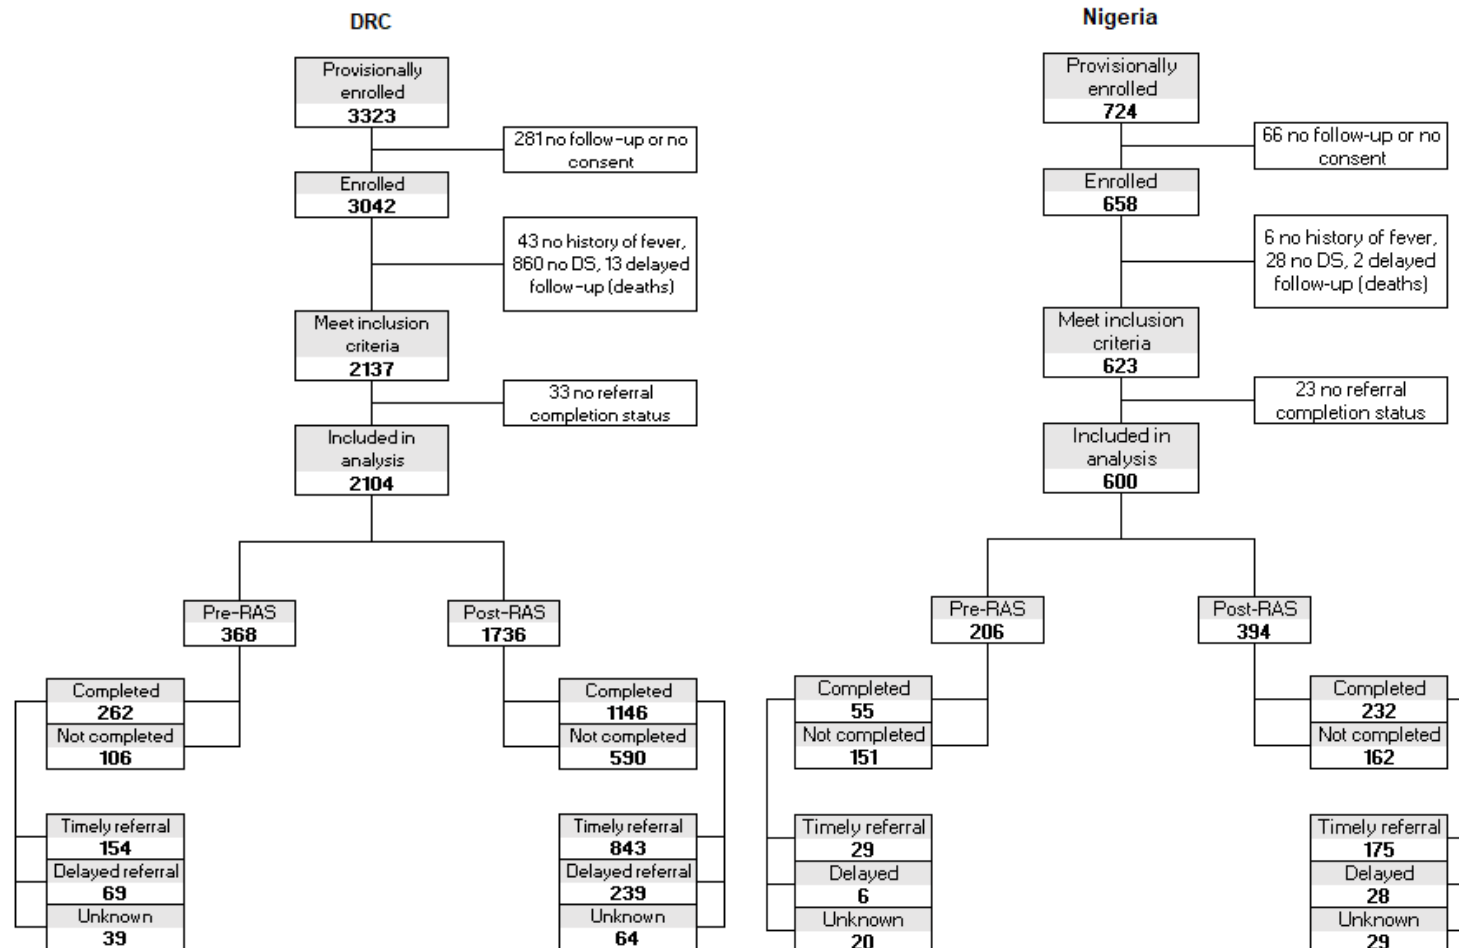 DRC
Provisionally
enrolled
3323
281 no follow-up or no
consent
Enrolled
3042
43 no history of fever,
860 no DS, 13 delayed
follow-up (deaths)
Meet inclusion
criteria
2137
33 no referral
completion status
Included in
analysis
2104
Pre-RAS
368
Post-RAS
1736
Completed
262
Not completed
106
Completed
1146
Not completed
590
Timely referral
154
Delayed referral
69
Unknown
39
Timely referral
843
Delayed referral
239
Unknown
64
Nigeria
Provisionally
enrolled
724
66 no follow-up or no
consent
Enrolled
658
6 no history of fever,
28 no DS, 2 delayed
follow-up (deaths)
Meet inclusion
criteria
623
23 no referral
completion status
Included in
analysis
600
Pre-RAS
206
Post-RAS
394
Completed
55
Not completed
151
Completed
232
Not completed
162
Timely referral
29
Delayed
6
Unknown
20
Timely referral
175
Delayed
28
Unknown
29